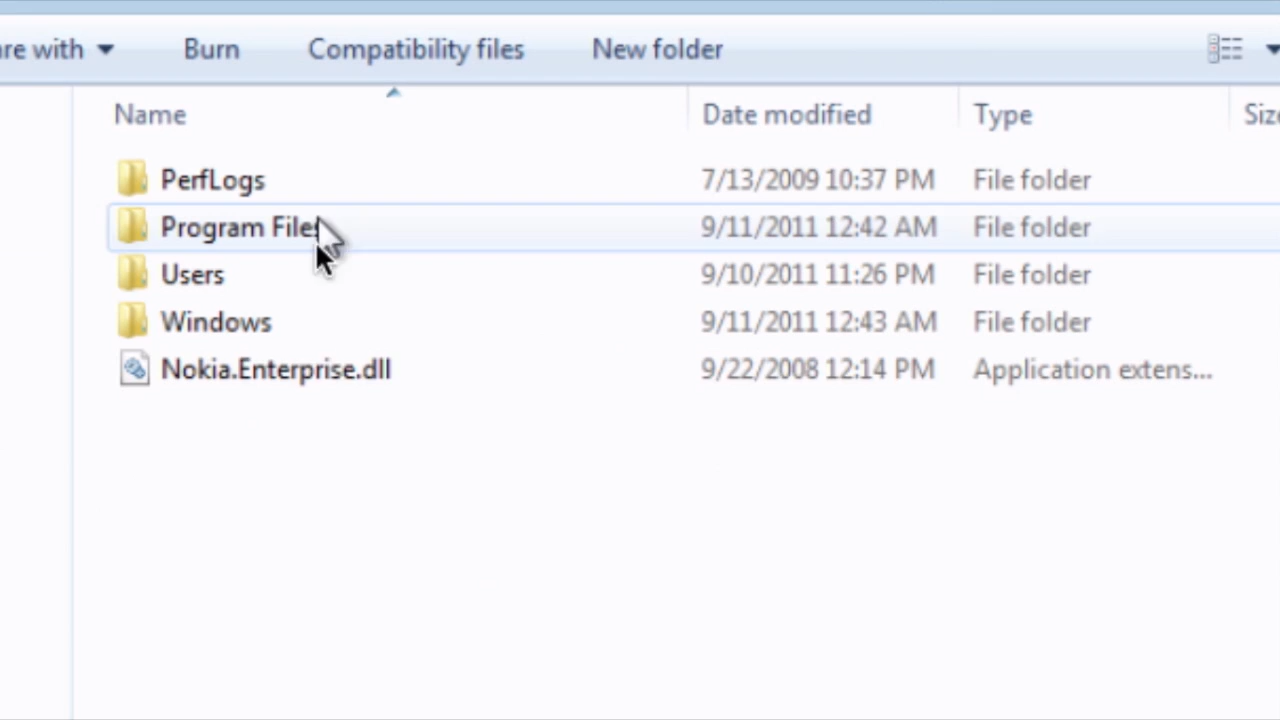 re with Burn Compatibility files New folder
Name Date modified Type Size
PerfLogs 7/13/2009 10:37 PM File folder
Program Files 9/11/2011 12:42 AM File folder
Users 9/10/2011 11:26 PM File folder
Windows 9/11/2011 12:43 AM File folder
Nokia.Enterprise.dll 9/22/2008 12:14 PM Application extens...